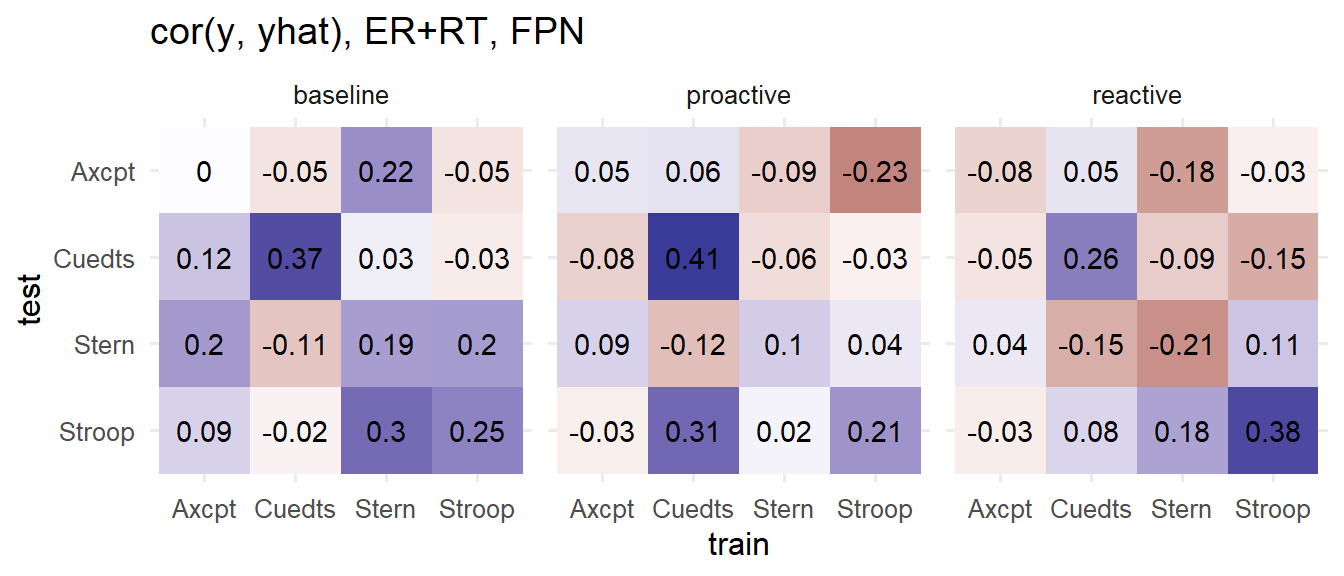 cor(y, yhat), ER+RT, FPN
baseline proactive reactive
Axcpt 0 -0.05 0.22 -0.05 0.05 0.06 -0.09 -0.23 -0.08 0.05 -0.18 -0.03
Cuedts 0.12 0.37 0.03 -0.03 -0.08 0.41 -0.06 -0.03 -0.05 0.26 -0.09 -0.15
test
Stern 0.2 -0.11 0.19 0.2 0.09 -0.12 0.1 0.04 0.04 -0.15 -0.21 0.11
Stroop 0.09 -0.02 0.3 0.25 -0.03 0.31 0.02 0.21 -0.03 0.08 0.18 0.38
Axcpt Cuedts Stern Stroop Axcpt Cuedts Stern Stroop Axcpt Cuedts Stern Stroop
train